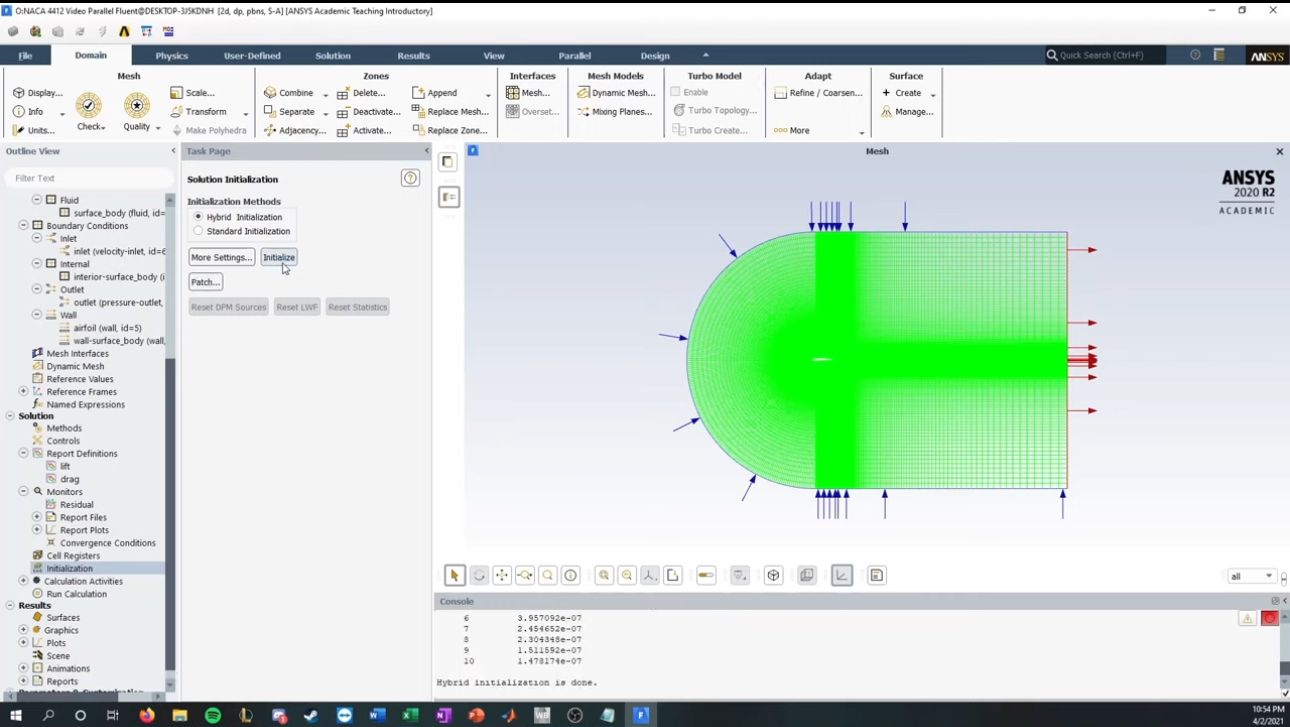 O:NACA 4412 Video Parallel Fluent@DESKTOP-3J5KDNH [2d, dp, pbns, S-A] [ANSYS Academic Teaching Introductory]
File Domain Physics User-Defined Solution Results View Parallel Design Quick Search (Ctrl+F) ANSYS
Mesh Zones Interfaces Mesh Models Turbo Model Adapt Surface
Display... Scale... Combine Delete... Append Mesh... Dynamic Mesh... Enable Refine / Coarsen... Create
Info Transform Separate Deactivate... Replace Mesh... Overset... Mixing Planes... Turbo Topology... Manage...
Units... Check Quality Make Polyhedra Adjacency... Activate... Replace Zone... Turbo Create... More
Outline View
Filter Text
Fluid
surface_body (fluid, id=
Boundary Conditions
Inlet
inlet (velocity-inlet, id=6
Internal
interior-surface_body (i
Outlet
outlet (pressure-outlet,
Wall
airfoil (wall, id=5)
wall-surface_body (wall,
Mesh Interfaces
Dynamic Mesh
Reference Values
Reference Frames
Named Expressions
Solution
Methods
Controls
Report Definitions
lift
drag
Monitors
Residual
Report Files
Report Plots
Convergence Conditions
Cell Registers
Initialization
Calculation Activities
Run Calculation
Results
Surfaces
Graphics
Plots
Scene
Animations
Reports
Task Page
Solution Initialization
Initialization Methods
Hybrid Initialization
Standard Initialization
More Settings... Initialize
Patch...
Reset DPM Sources Reset LWF Reset Statistics
Mesh
ANSYS
2020 R2
ACADEMIC
all
Console
6 3.957092e-07
7 2.454652e-07
8 2.304348e-07
9 1.511592e-07
10 1.478174e-07
Hybrid initialization is done.
10:54 PM
4/2/2021